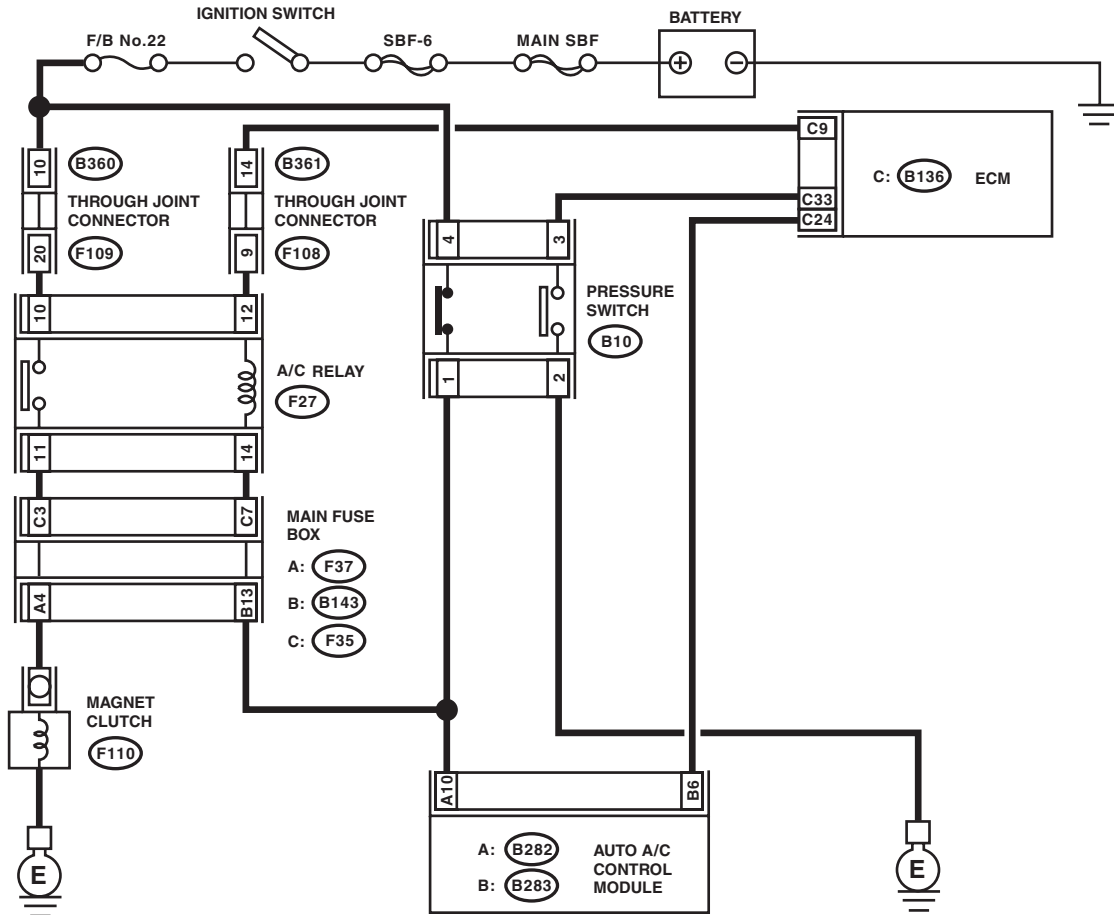 IGNITION SWITCH
BATTERY
F/B No.22
SBF-6
MAIN SBF
+
−
10
B360
14
B361
C9
C: B136
ECM
THROUGH JOINT
CONNECTOR
THROUGH JOINT
CONNECTOR
C33
C24
4
3
20
F109
9
F108
10
12
PRESSURE
SWITCH
B10
A/C RELAY
F27
1
2
11
14
C3
C7
MAIN FUSE
BOX
A: F37
B: B143
C: F35
A4
B13
MAGNET
CLUTCH
F110
A10
B6
A: B282
B: B283
AUTO A/C
CONTROL
MODULE
E
E